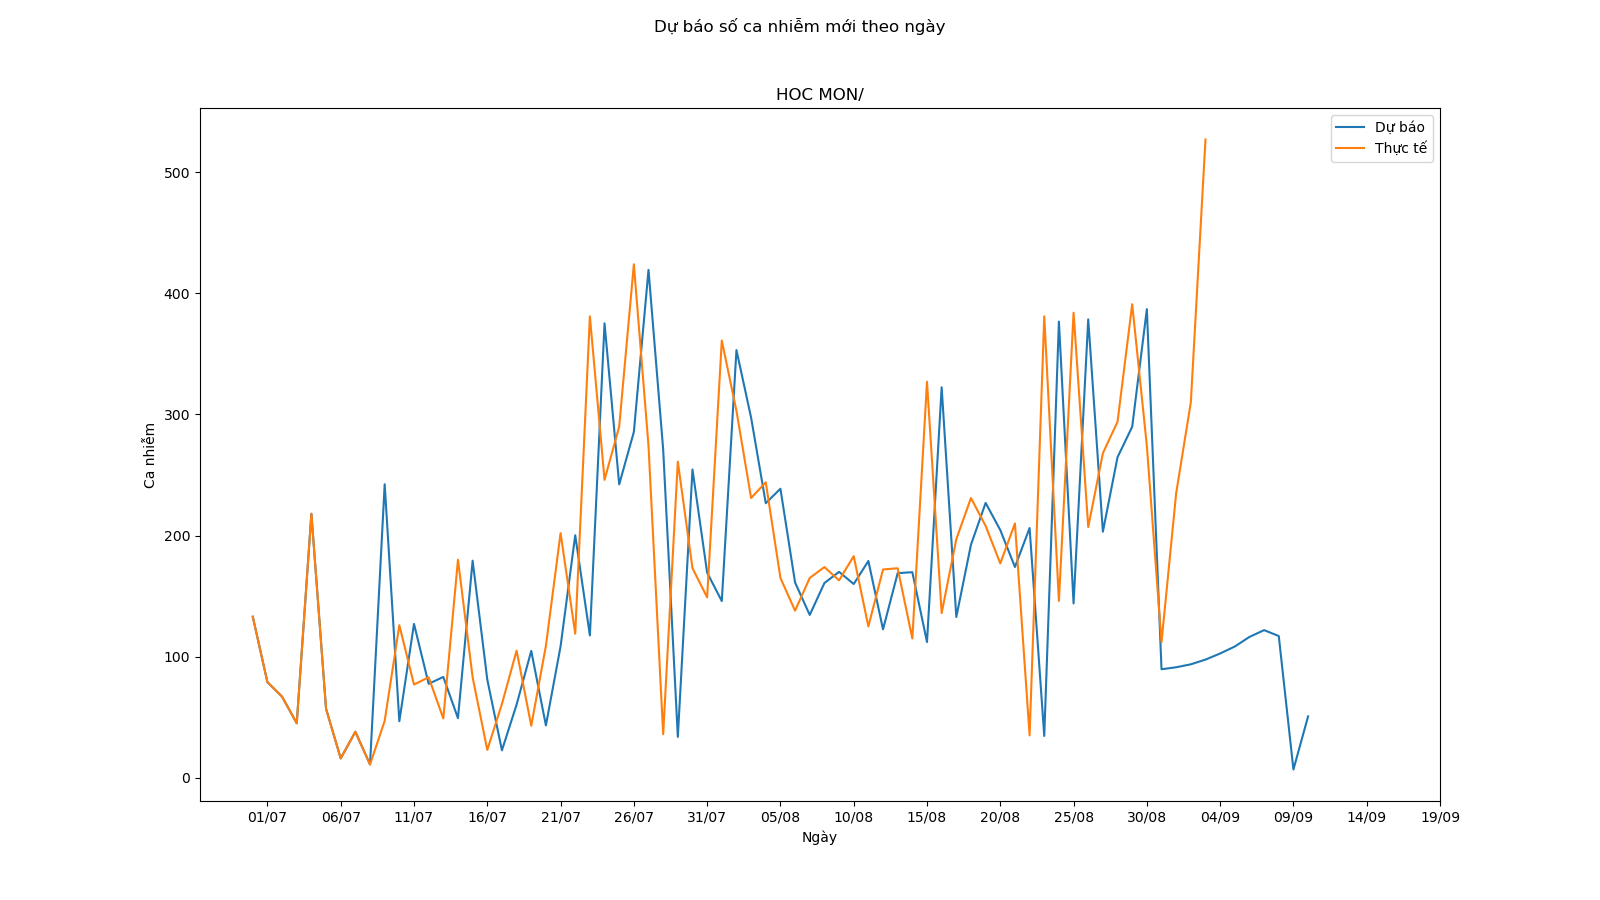 Dự báo số ca nhiễm mới theo ngày
HOC MON/
Dự báo
Thực tế
Ca nhiễm
500
400
300
200
100
0
01/07 06/07 11/07 16/07 21/07 26/07 31/07 05/08 10/08 15/08 20/08 25/08 30/08 04/09 09/09 14/09 19/09
Ngày